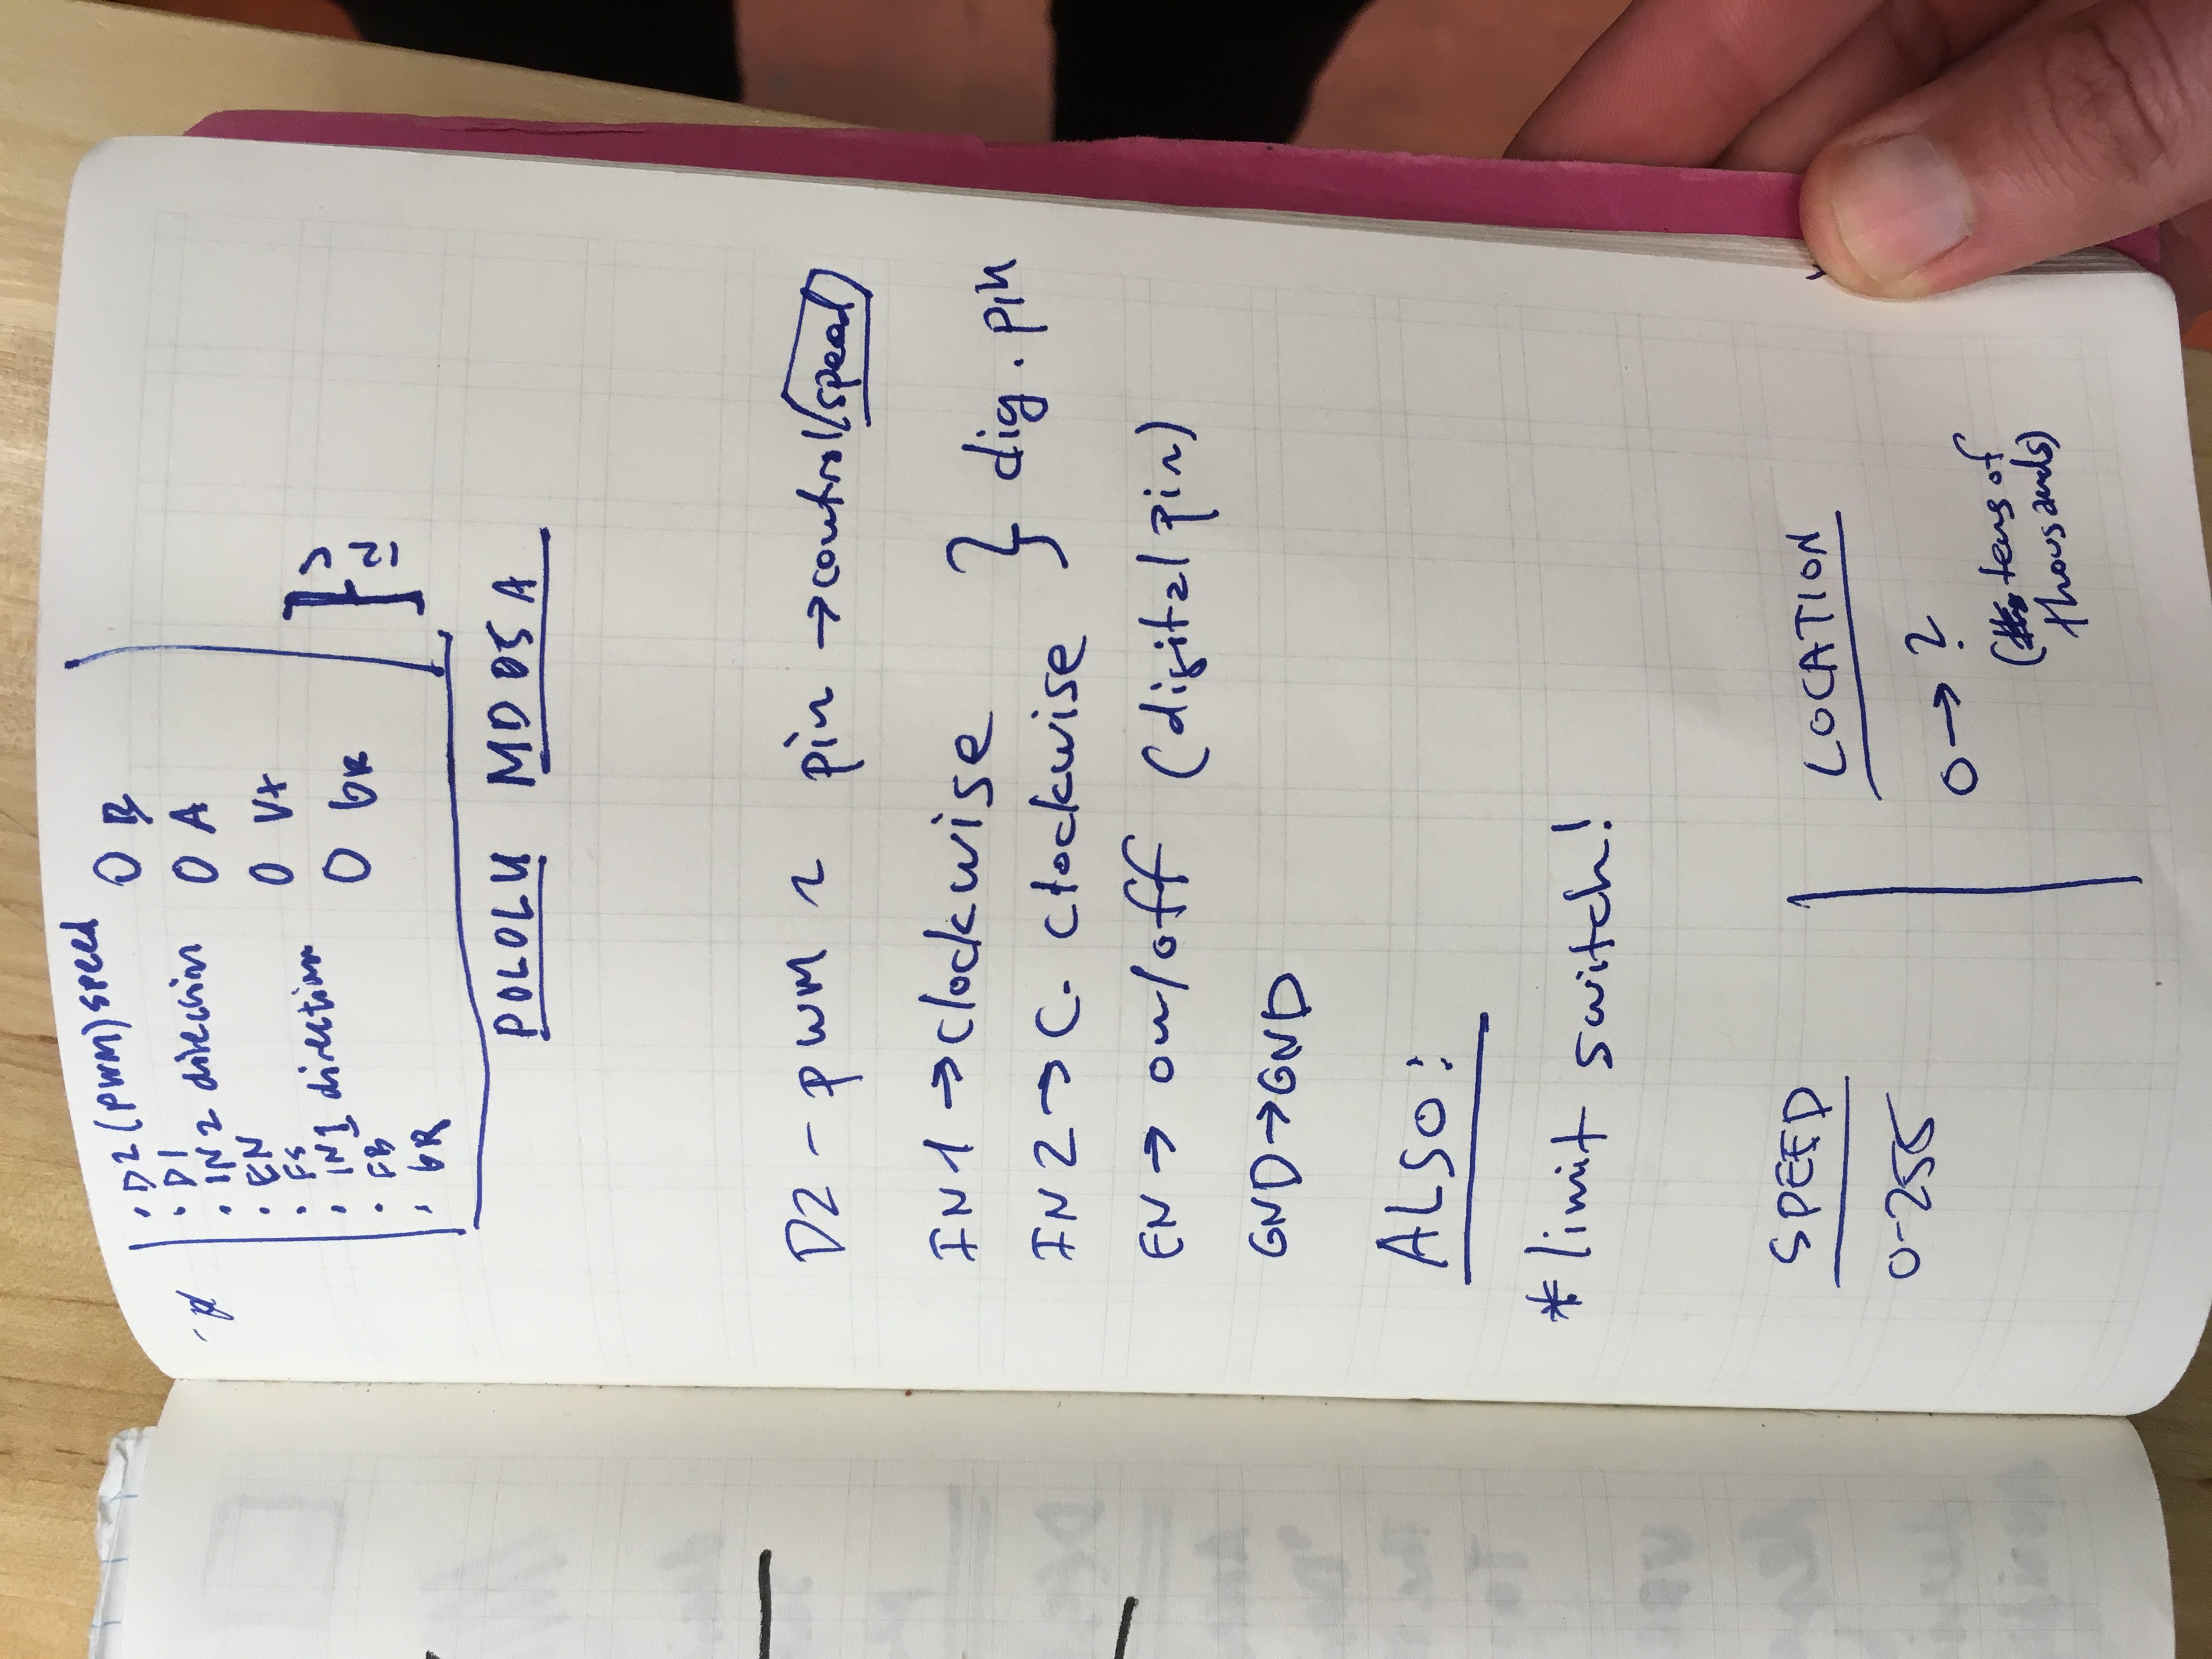 • D2 (PWM) speed O B
• D1
• IN2 direction O A
• EN
O V+
• FS
• IN1 direction
O GR
• FB
• GR
12 V
POLOLU MD05A
D2 - PWM ~ pin → control speed
IN1 → clockwise
} dig. pin
IN2 → C. clockwise
EN → on/off (digital pin)
GND → GND
ALSO:
* limit switch!
SPEED
0-255
LOCATION
0 → ?
(tens of
thousands)